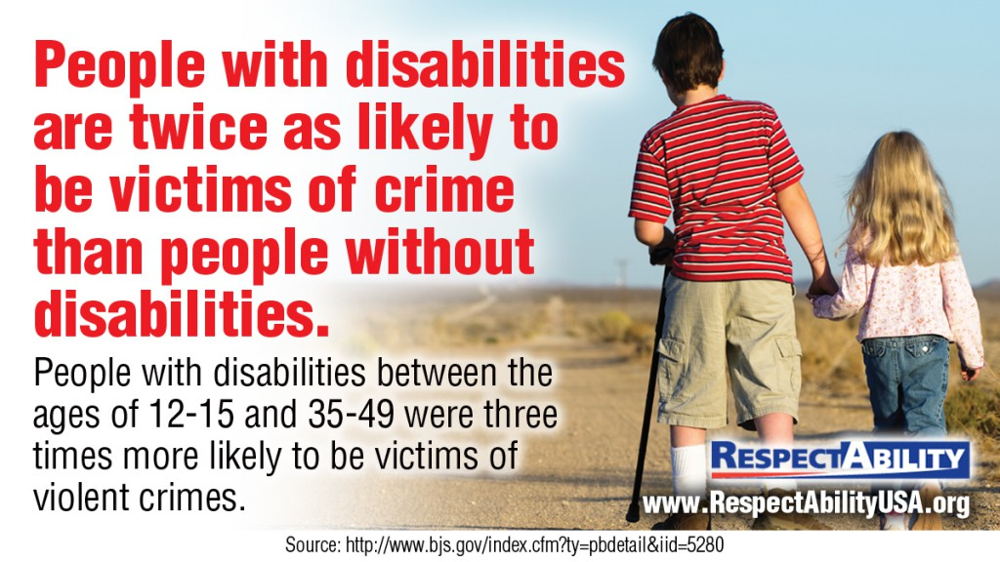 People with disabilities
are twice as likely to
be victims of crime
than people without
disabilities.
People with disabilities between the
ages of 12-15 and 35-49 were three
times more likely to be victims of
violent crimes.
RESPECTABILITY
www.RespectAbilityUSA.org
Source: http://www.bjs.gov/index.cfm?ty=pbdetail&iid=5280